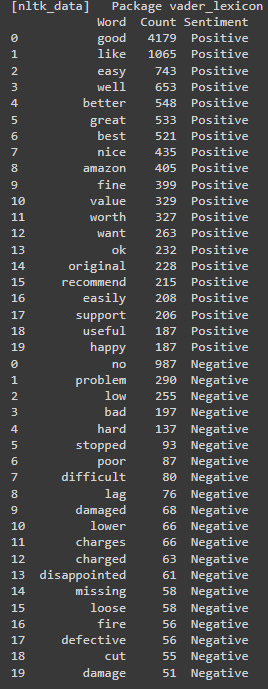 [nltk_data]   Package vader_lexicon
Word  Count Sentiment
0          good   4179  Positive
1          like   1065  Positive
2          easy    743  Positive
3          well    653  Positive
4        better    548  Positive
5         great    533  Positive
6          best    521  Positive
7          nice    435  Positive
8        amazon    405  Positive
9          fine    399  Positive
10        value    329  Positive
11        worth    327  Positive
12         want    263  Positive
13           ok    232  Positive
14     original    228  Positive
15    recommend    215  Positive
16       easily    208  Positive
17      support    206  Positive
18       useful    187  Positive
19        happy    187  Positive
0            no    987  Negative
1       problem    290  Negative
2           low    255  Negative
3           bad    197  Negative
4          hard    137  Negative
5       stopped     93  Negative
6          poor     87  Negative
7     difficult     80  Negative
8           lag     76  Negative
9       damaged     68  Negative
10        lower     66  Negative
11      charges     66  Negative
12      charged     63  Negative
13 disappointed     61  Negative
14      missing     58  Negative
15        loose     58  Negative
16         fire     56  Negative
17    defective     56  Negative
18          cut     55  Negative
19       damage     51  Negative